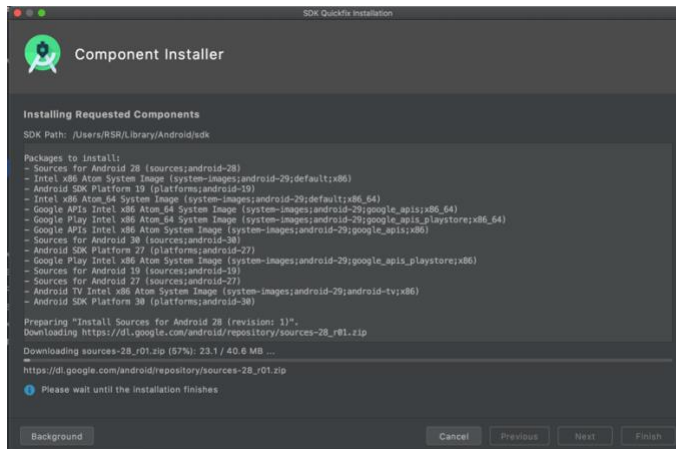 SDK Quickfix Installation
Component Installer
Installing Requested Components
SDK Path: /Users/RSR/Library/Android/sdk
Packages to install:
- Sources for Android 28 (sources;android-28)
- Intel x86 Atom System Image (system-images;android-29;default;x86)
- Android SDK Platform 19 (platforms;android-19)
- Intel x86 Atom_64 System Image (system-images;android-29;default;x86_64)
- Google APIs Intel x86 Atom_64 System Image (system-images;android-29;google_apis;x86_64)
- Google Play Intel x86 Atom_64 System Image (system-images;android-29;google_apis_playstore;x86_64)
- Google APIs Intel x86 Atom System Image (system-images;android-29;google_apis;x86)
- Sources for Android 30 (sources;android-30)
- Android SDK Platform 27 (platforms;android-27)
- Google Play Intel x86 Atom System Image (system-images;android-29;google_apis_playstore;x86)
- Sources for Android 19 (sources;android-19)
- Sources for Android 27 (sources;android-27)
- Android TV Intel x86 Atom System Image (system-images;android-29;android-tv;x86)
- Android SDK Platform 30 (platforms;android-30)
Preparing "Install Sources for Android 28 (revision: 1)".
Downloading https://dl.google.com/android/repository/sources-28_r01.zip
Downloading sources-28_r01.zip (57%): 23.1 / 40.6 MB ...
https://dl.google.com/android/repository/sources-28_r01.zip
Please wait until the installation finishes
Background
Cancel
Previous
Next
Finish